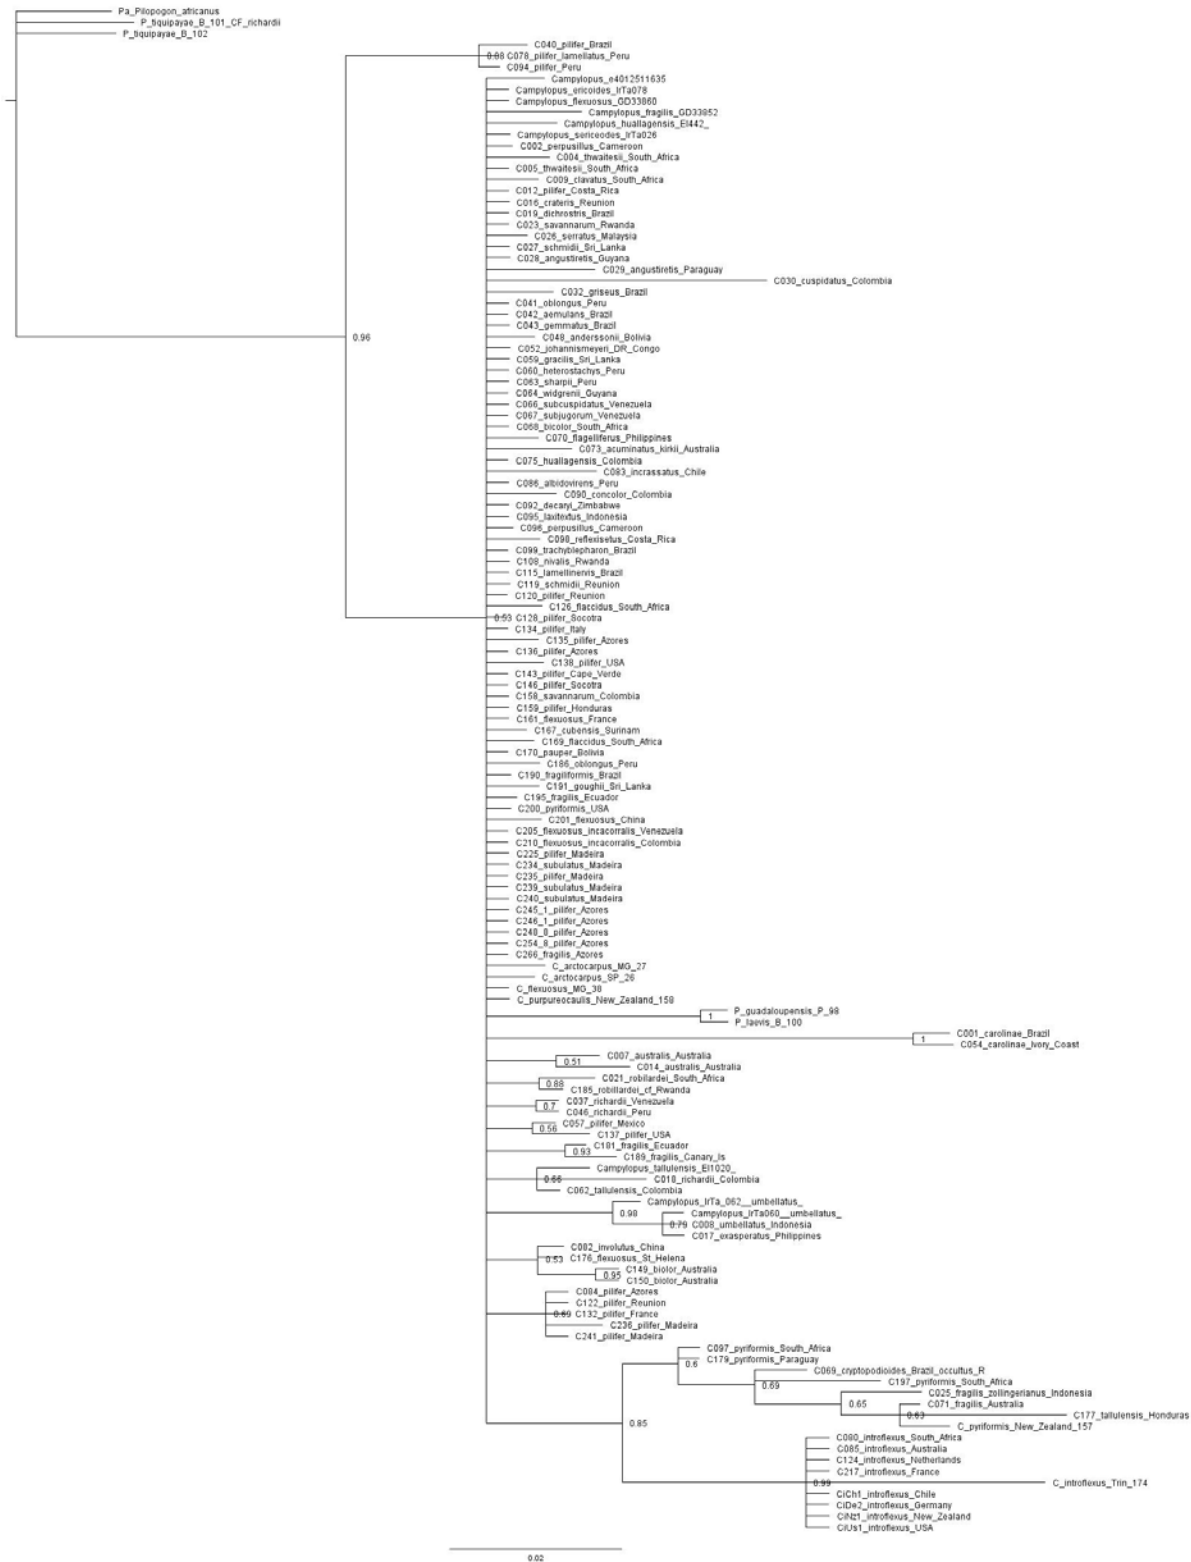 Pa_Pilopogon_africanus
P_tiquipayae_B_101_CF_richardii
P_tiquipayae_B_102
C040_pilifer_Brazil
0.88 C078_pilifer_lamellatus_Peru
C094_pilifer_Peru
Campylopus_e4012511635
Campylopus_ericoides_IrTa078
Campylopus_flexuosus_GD33860
Campylopus_fragilis_GD33852
Campylopus_huallagensis_EI442_
Campylopus_sericeodes_IrTa026
C002_perpusillus_Cameroon
C004_thwaitesii_South_Africa
C005_thwaitesii_South_Africa
C009_clavatus_South_Africa
C012_pilifer_Costa_Rica
C016_crateris_Reunion
C019_dichrostris_Brazil
C023_savannarum_Rwanda
C026_serratus_Malaysia
C027_schmidii_Sri_Lanka
C028_angustiretis_Guyana
C029_angustiretis_Paraguay
C030_cuspidatus_Colombia
C032_griseus_Brazil
C041_oblongus_Peru
C042_aemulans_Brazil
C043_gemmatus_Brazil
0.96
C048_anderssonii_Bolivia
C052_johannismeyeri_DR_Congo
C059_gracilis_Sri_Lanka
C060_heterostachys_Peru
C063_sharpii_Peru
C064_widgrenii_Guyana
C066_subcuspidatus_Venezuela
C067_subjugorum_Venezuela
C068_bicolor_South_Africa
C070_flagelliferus_Philippines
C073_acuminatus_kirkii_Australia
C075_huallagensis_Colombia
C083_incrassatus_Chile
C086_albidovirens_Peru
C090_concolor_Colombia
C092_decaryi_Zimbabwe
C095_laxitextus_Indonesia
C096_perpusillus_Cameroon
C098_reflexisetus_Costa_Rica
C099_trachyblepharon_Brazil
C108_nivalis_Rwanda
C115_lamellinervis_Brazil
C119_schmidii_Reunion
C120_pilifer_Reunion
C126_flaccidus_South_Africa
0.53 C128_pilifer_Socotra
C134_pilifer_Italy
C135_pilifer_Azores
C136_pilifer_Azores
C138_pilifer_USA
C143_pilifer_Cape_Verde
C146_pilifer_Socotra
C158_savannarum_Colombia
C159_pilifer_Honduras
C161_flexuosus_France
C167_cubensis_Surinam
C169_flaccidus_South_Africa
C170_pauper_Bolivia
C186_oblongus_Peru
C190_fragiliformis_Brazil
C191_goughii_Sri_Lanka
C195_fragilis_Ecuador
C200_pyriformis_USA
C201_flexuosus_China
C205_flexuosus_incacorralis_Venezuela
C210_flexuosus_incacorralis_Colombia
C225_pilifer_Madeira
C234_subulatus_Madeira
C235_pilifer_Madeira
C239_subulatus_Madeira
C240_subulatus_Madeira
C245_1_pilifer_Azores
C246_1_pilifer_Azores
C248_8_pilifer_Azores
C254_8_pilifer_Azores
C266_fragilis_Azores
C_arctocarpus_MG_27
C_arctocarpus_SP_26
C_flexuosus_MG_38
C_purpureocaulis_New_Zealand_158
P_guadaloupensis_P_98
1
P_laevis_B_100
C001_carolinae_Brazil
1
C054_carolinae_Ivory_Coast
C007_australis_Australia
0.51
C014_australis_Australia
C021_robillardei_South_Africa
0.88
C185_robillardei_cf_Rwanda
C037_richardii_Venezuela
0.7
C046_richardii_Peru
C057_pilifer_Mexico
0.56
C137_pilifer_USA
C181_fragilis_Ecuador
0.93
C189_fragilis_Canary_Is
Campylopus_tallulensis_EI1020_
0.66 C018_richardii_Colombia
C062_tallulensis_Colombia
Campylopus_IrTa_062__umbellatus_
0.98
Campylopus_IrTa060__umbellatus_
0.79 C008_umbellatus_Indonesia
C017_exasperatus_Philippines
C082_involutus_China
0.53 C176_flexuosus_St_Helena
C149_biolor_Australia
0.95
C150_biolor_Australia
C084_pilifer_Azores
C122_pilifer_Reunion
0.69 C132_pilifer_France
C236_pilifer_Madeira
C241_pilifer_Madeira
C097_pyriformis_South_Africa
0.6
C179_pyriformis_Paraguay
C069_cryptopodioides_Brazil_occultus_R
0.69
C197_pyriformis_South_Africa
C025_fragilis_zollingerianus_Indonesia
0.65
C071_fragilis_Australia
0.63 C177_tallulensis_Honduras
0.85
C_pyriformis_New_Zealand_157
C080_introflexus_South_Africa
C085_introflexus_Australia
C124_introflexus_Netherlands
C217_introflexus_France
0.99 C_introflexus_Trin_174
CiCh1_introflexus_Chile
CiDe2_introflexus_Germany
CiNz1_introflexus_New_Zealand
CiUs1_introflexus_USA
0.02